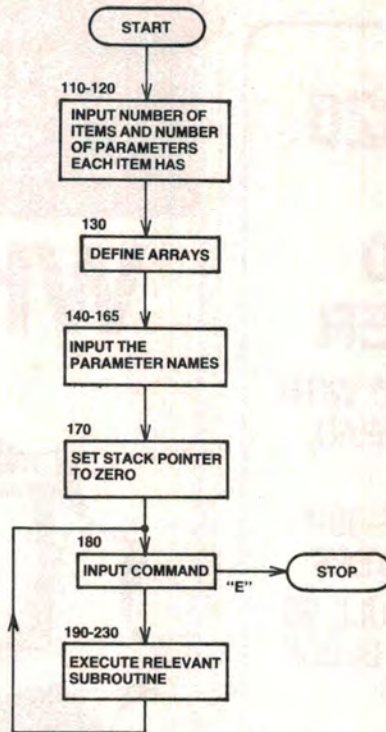 START
110-120
INPUT NUMBER OF
ITEMS AND NUMBER
OF PARAMETERS
EACH ITEM HAS
130
DEFINE ARRAYS
140-165
INPUT THE
PARAMETER NAMES
170
SET STACK POINTER
TO ZERO
180
INPUT COMMAND
"E"
STOP
190-230
EXECUTE RELEVANT
SUBROUTINE